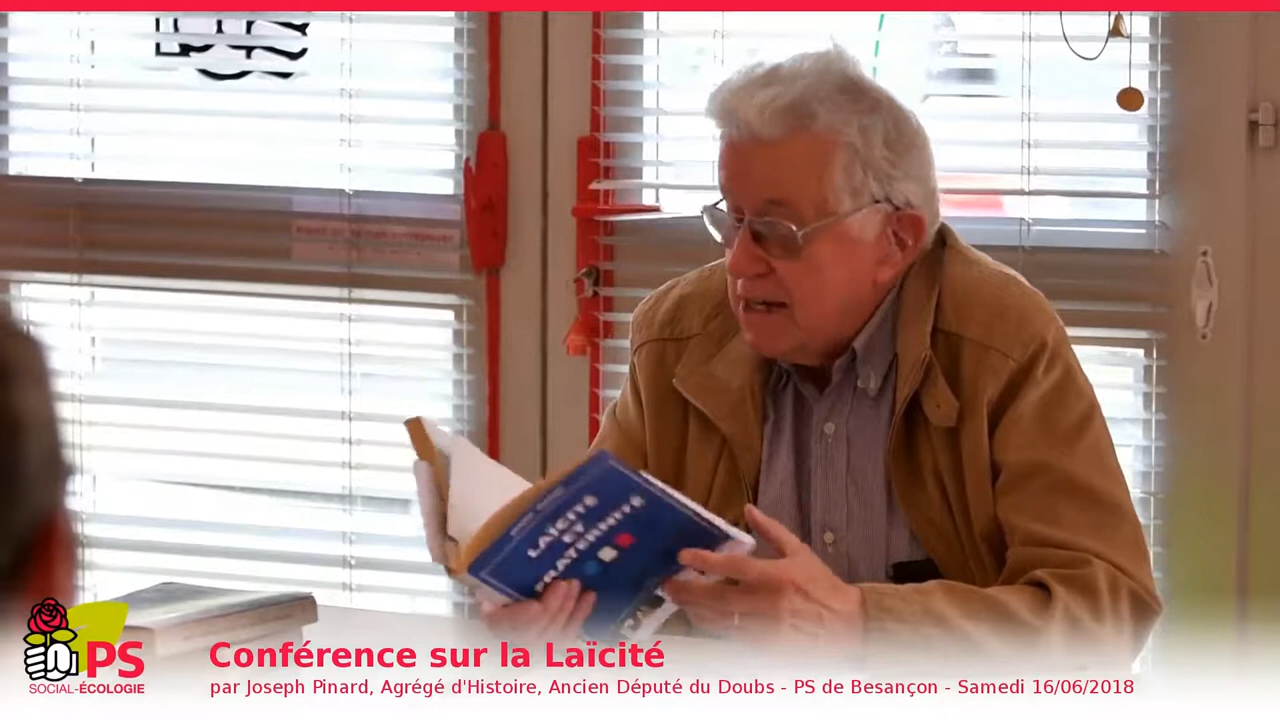 PS
LAÏCITÉ
ET
FRATERNITÉ
PS
SOCIAL-ÉCOLOGIE
Conférence sur la Laïcité
par Joseph Pinard, Agrégé d'Histoire, Ancien Député du Doubs - PS de Besançon - Samedi 16/06/2018